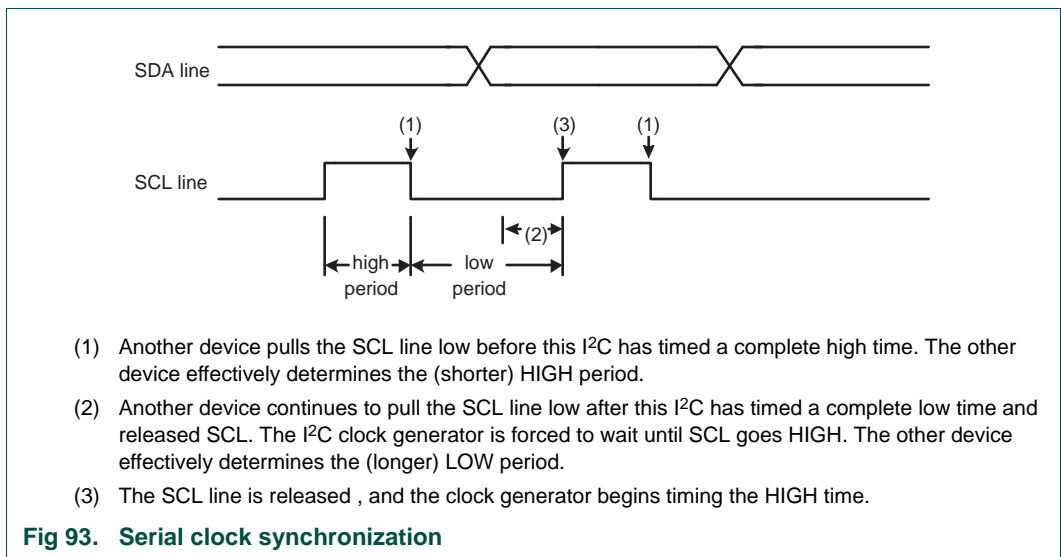 SDA line
(1)
(3)
(1)
SCL line
(2)
high
period
low
period
(1) Another device pulls the SCL line low before this I2C has timed a complete high time. The other
device effectively determines the (shorter) HIGH period.
(2) Another device continues to pull the SCL line low after this I2C has timed a complete low time and
released SCL. The I2C clock generator is forced to wait until SCL goes HIGH. The other device
effectively determines the (longer) LOW period.
(3) The SCL line is released , and the clock generator begins timing the HIGH time.
Fig 93. Serial clock synchronization